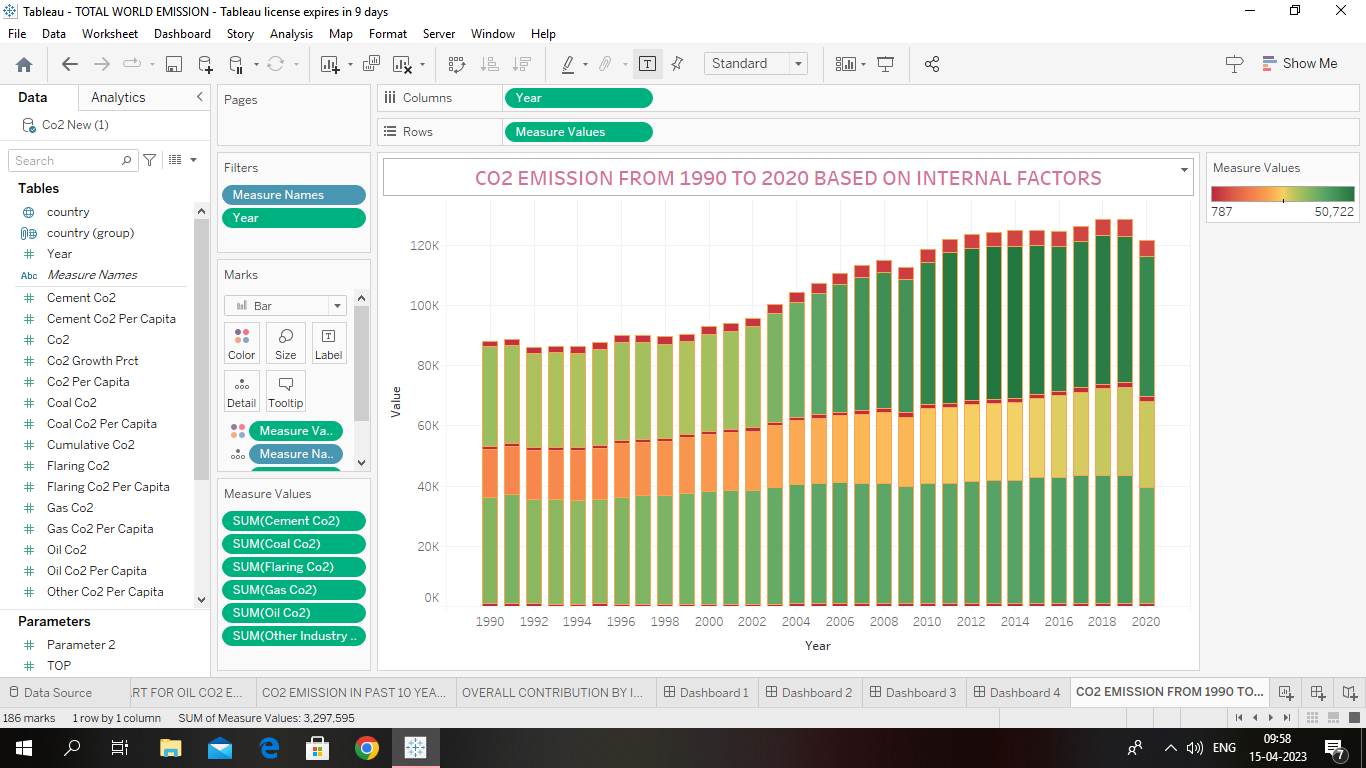 Tableau - TOTAL WORLD EMISSION - Tableau license expires in 9 days
File Data Worksheet Dashboard Story Analysis Map Format Server Window Help
Standard
Show Me
Data Analytics
Co2 New (1)
Search
Tables
country
country (group)
Year
Abc Measure Names
Cement Co2
Cement Co2 Per Capita
Co2
Co2 Growth Prct
Co2 Per Capita
Coal Co2
Coal Co2 Per Capita
Cumulative Co2
Flaring Co2
Flaring Co2 Per Capita
Gas Co2
Gas Co2 Per Capita
Oil Co2
Oil Co2 Per Capita
Other Co2 Per Capita
Parameters
Parameter 2
TOP
Pages
Filters
Measure Names
Year
Marks
Bar
Color Size Label
Detail Tooltip
Measure Va..
Measure Na..
Measure Values
SUM(Cement Co2)
SUM(Coal Co2)
SUM(Flaring Co2)
SUM(Gas Co2)
SUM(Oil Co2)
SUM(Other Industry ..
Columns Year
Rows Measure Values
CO2 EMISSION FROM 1990 TO 2020 BASED ON INTERNAL FACTORS
Value
120K
100K
80K
60K
40K
20K
0K
1990 1992 1994 1996 1998 2000 2002 2004 2006 2008 2010 2012 2014 2016 2018 2020
Year
Measure Values
787 50,722
Data Source
ART FOR OIL CO2 E...
CO2 EMISSION IN PAST 10 YEA...
OVERALL CONTRIBUTION BY I...
Dashboard 1
Dashboard 2
Dashboard 3
Dashboard 4
CO2 EMISSION FROM 1990 TO...
186 marks 1 row by 1 column SUM of Measure Values: 3,297,595
ENG
09:58
15-04-2023
7